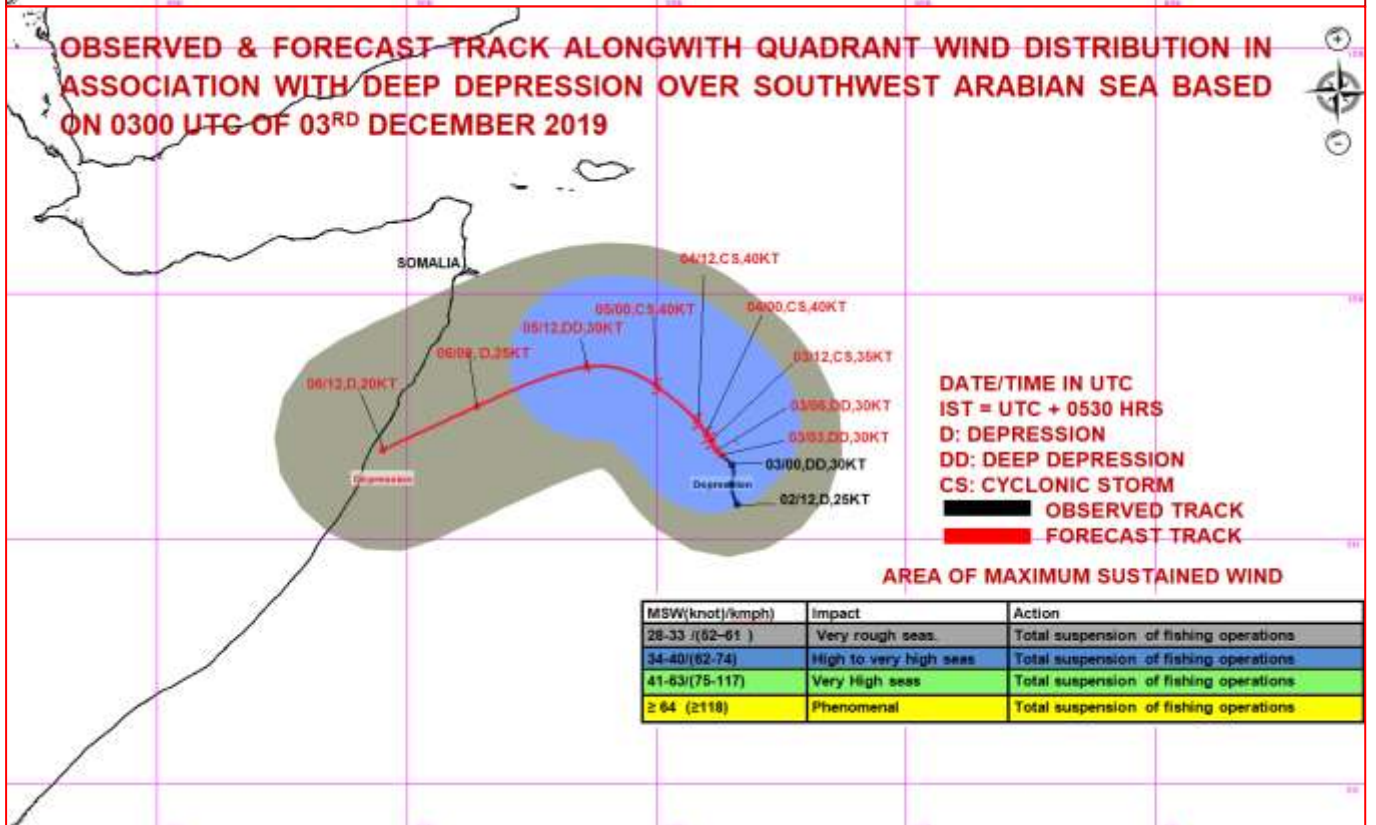 OBSERVED & FORECAST TRACK ALONGWITH QUADRANT WIND DISTRIBUTION IN
ASSOCIATION WITH DEEP DEPRESSION OVER SOUTHWEST ARABIAN SEA BASED
ON 0300 UTC OF 03RD DECEMBER 2019
SOMALIA
04/12,CS,40KT
05/00,CS,40KT
04/00,CS,40KT
05/12,DD,30KT
06/00, D,25KT
03/12,CS,35KT
06/12,D,20KT
03/06,DD,30KT
03/03,DD,30KT
03/00,DD,30KT
Depression
Depression
02/12,D,25KT
DATE/TIME IN UTC
IST = UTC + 0530 HRS
D: DEPRESSION
DD: DEEP DEPRESSION
CS: CYCLONIC STORM
OBSERVED TRACK
FORECAST TRACK
AREA OF MAXIMUM SUSTAINED WIND
MSW(knot)/kmph) Impact Action
28-33 /(52–61 ) Very rough seas. Total suspension of fishing operations
34-40/(62-74) High to very high seas Total suspension of fishing operations
41-63/(75-117) Very High seas Total suspension of fishing operations
≥ 64 (≥118) Phenomenal Total suspension of fishing operations